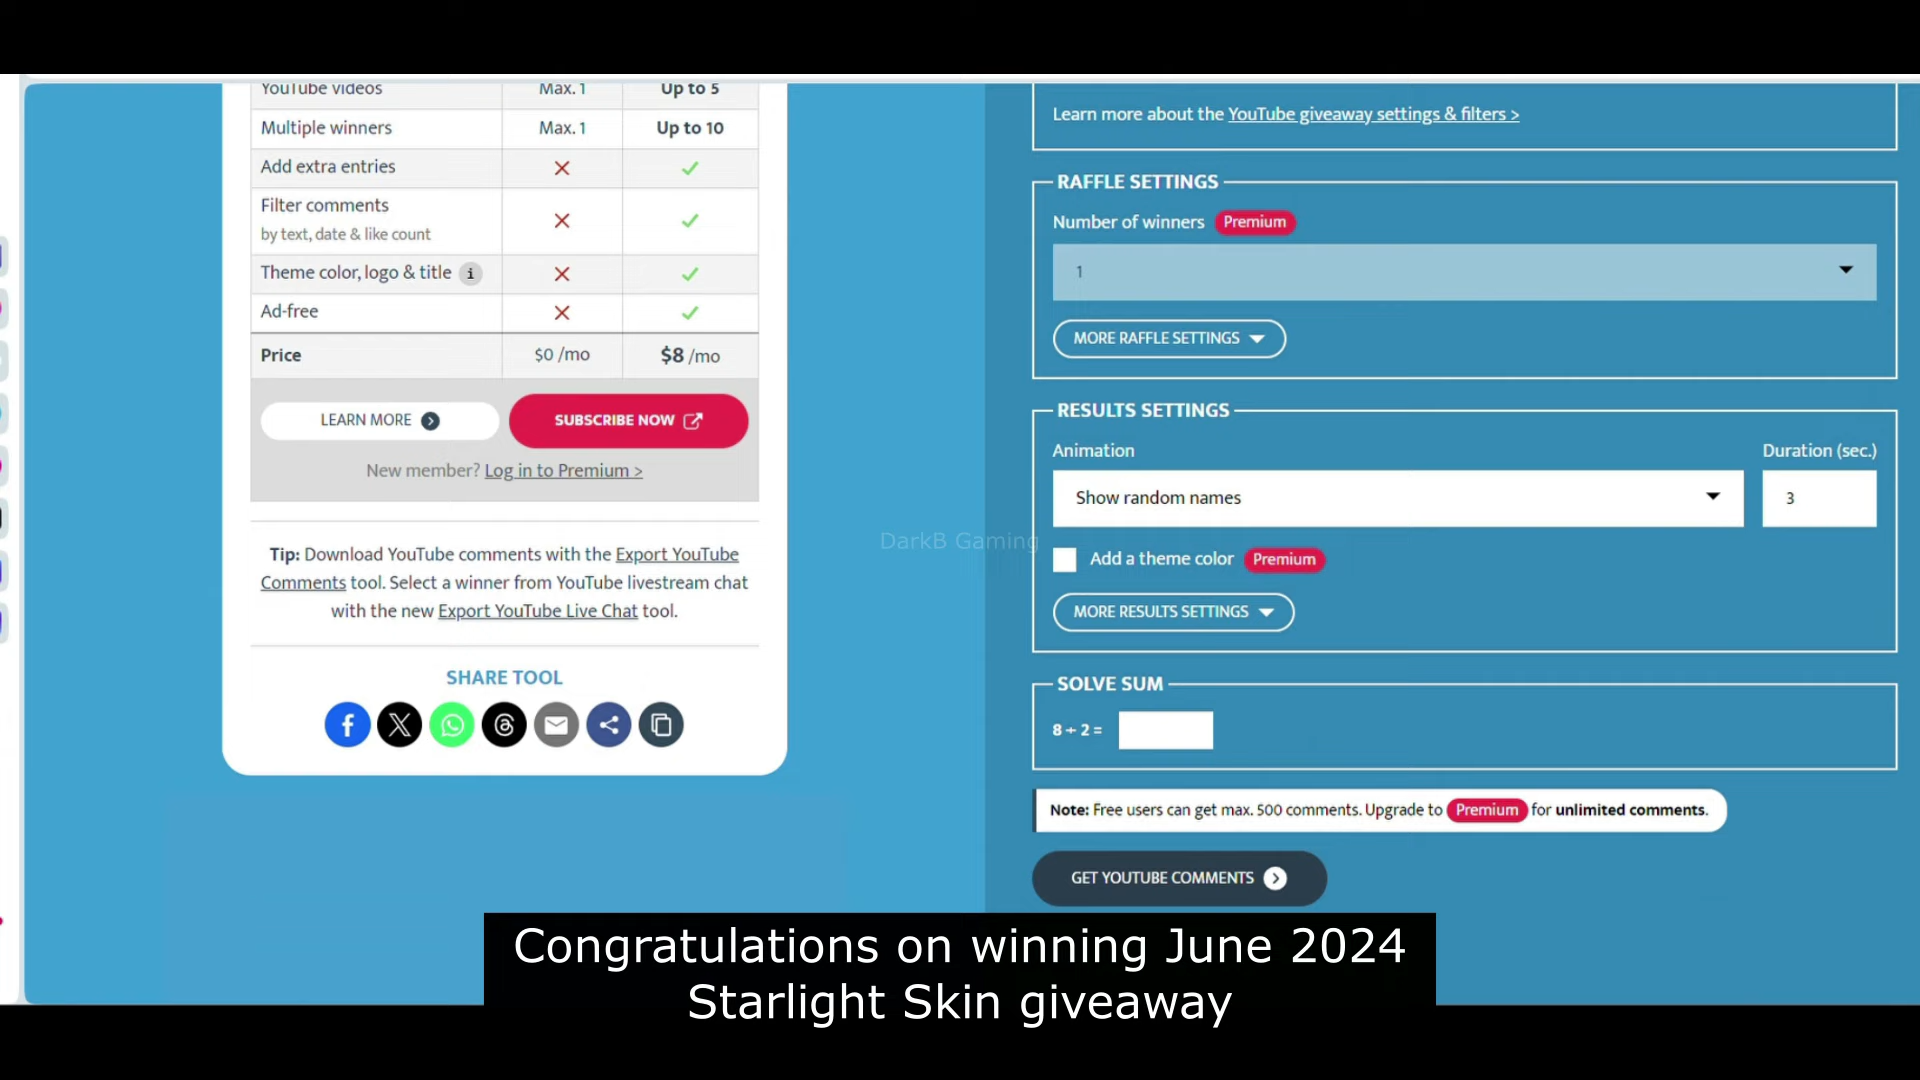 YouTube videos Max. 1 Up to 5
Multiple winners Max. 1 Up to 10
Add extra entries
Filter comments
by text, date & like count
Theme color, logo & title i
Ad-free
Price $0 /mo $8 /mo
LEARN MORE SUBSCRIBE NOW
New member? Log in to Premium >
Tip: Download YouTube comments with the Export YouTube
Comments tool. Select a winner from YouTube livestream chat
with the new Export YouTube Live Chat tool.
SHARE TOOL
Learn more about the YouTube giveaway settings & filters >
RAFFLE SETTINGS
Number of winners Premium
1
MORE RAFFLE SETTINGS
RESULTS SETTINGS
Animation Duration (sec.)
Show random names 3
Add a theme color Premium
MORE RESULTS SETTINGS
SOLVE SUM
8 + 2 =
Note: Free users can get max. 500 comments. Upgrade to Premium for unlimited comments.
GET YOUTUBE COMMENTS
DarkB Gaming
Congratulations on winning June 2024
Starlight Skin giveaway